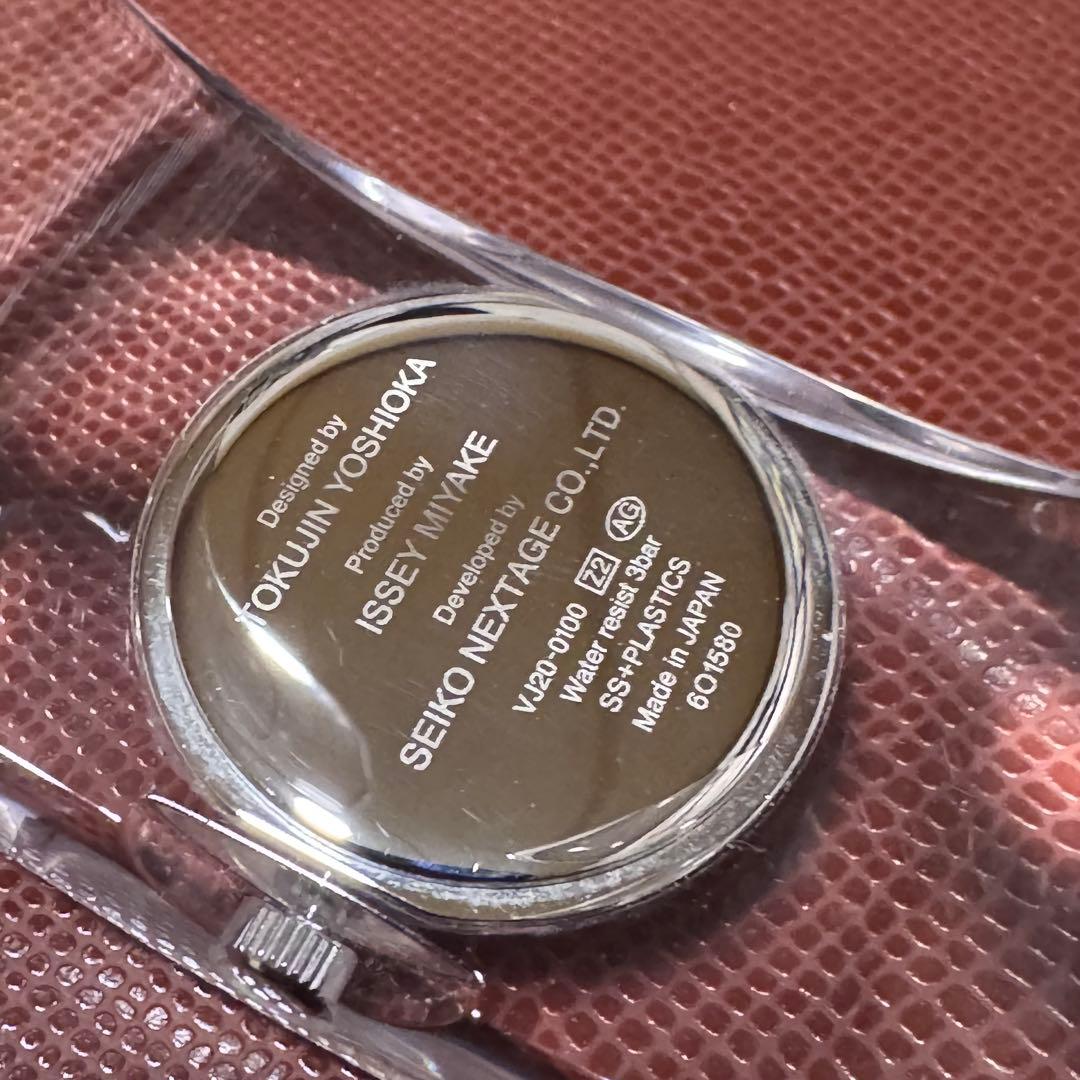 Designed by
TOKUJIN YOSHIOKA
Produced by
ISSEY MIYAKE
Developed by
SEIKO NEXTAGE CO.,LTD.
VJ20-0100 Z2 AG
Water resist 3bar
SS+PLASTICS
Made in JAPAN
601580